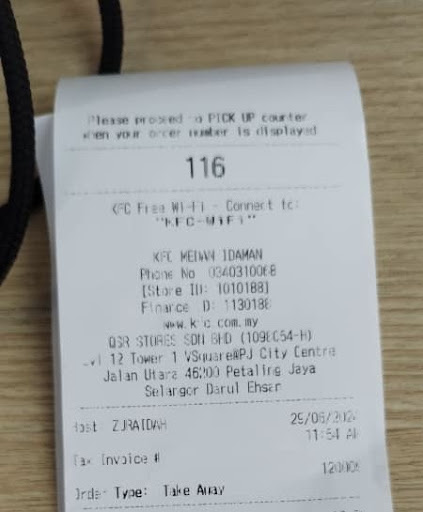 Please proceed to PICK UP counter
when your order number is displayed
116
KFC Free Wi-Fi - Connect to:
"KFC-WiFi"
KFC MEDAN IDAMAN
Phone No 0340310068
[Store ID: 1010188]
Finance ID: 1130188
www.kfc.com.my
QSR STORES SDN BHD
Lvl 12 Tower 1 VSquare@PJ City Centre
Jalan Utara 46200 Petaling Jaya
Selangor Darul Ehsan
Host ZURAIDAH
11:54 AM
Tax Invoice #
Order Type: Take Away